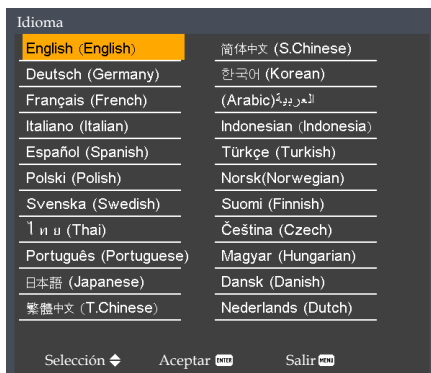 Idioma
English (English)
Deutsch (Germany)
Français (French)
Italiano (Italian)
Español (Spanish)
Polski (Polish)
Svenska (Swedish)
ไทย (Thai)
Português (Portuguese)
日本語 (Japanese)
繁體中文 (T.Chinese)
简体中文 (S.Chinese)
한국어 (Korean)
(Arabic)العربية
Indonesian (Indonesia)
Türkçe (Turkish)
Norsk(Norwegian)
Suomi (Finnish)
Čeština (Czech)
Magyar (Hungarian)
Dansk (Danish)
Nederlands (Dutch)
Selección Aceptar ENTER Salir MENU